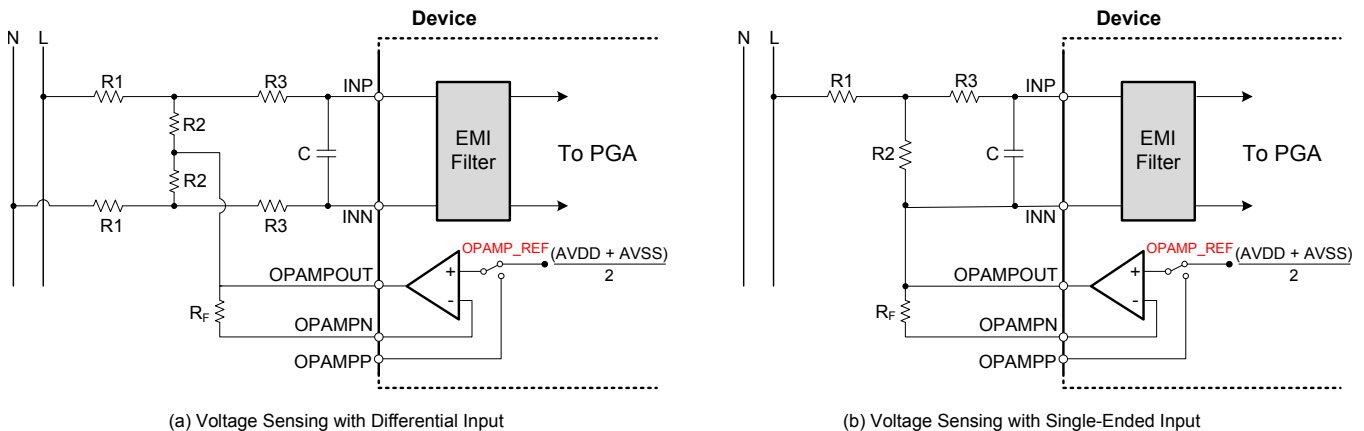 Device
N L
R1
R3
INP
R2
R2
C
EMI
Filter
To PGA
R1
R3
INN
OPAMP_REF
(AVDD + AVSS)
2
OPAMPOUT
+
-
RF
OPAMPN
OPAMPP
(a) Voltage Sensing with Differential Input
Device
N L
R1
R3
INP
R2
C
EMI
Filter
To PGA
INN
OPAMP_REF
(AVDD + AVSS)
2
OPAMPOUT
+
-
RF
OPAMPN
OPAMPP
(b) Voltage Sensing with Single-Ended Input